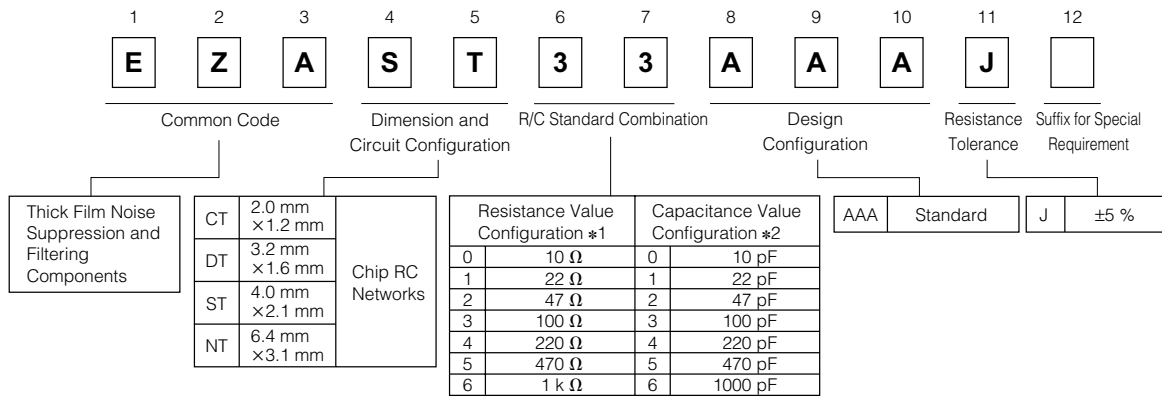 1 2 3 4 5 6 7 8 9 10 11 12
E Z A S T 3 3 A A A J
Common Code
Dimension and
Circuit Configuration
R/C Standard Combination
Design
Configuration
Resistance
Tolerance
Suffix for Special
Requirement
Thick Film Noise
Suppression and
Filtering
Components
CT 2.0 mm
×1.2 mm
DT 3.2 mm
×1.6 mm
ST 4.0 mm
×2.1 mm
NT 6.4 mm
×3.1 mm
Chip RC
Networks
Resistance Value
Configuration *1
Capacitance Value
Configuration *2
0 10 Ω 0 10 pF
1 22 Ω 1 22 pF
2 47 Ω 2 47 pF
3 100 Ω 3 100 pF
4 220 Ω 4 220 pF
5 470 Ω 5 470 pF
6 1 k Ω 6 1000 pF
AAA Standard
J ±5 %